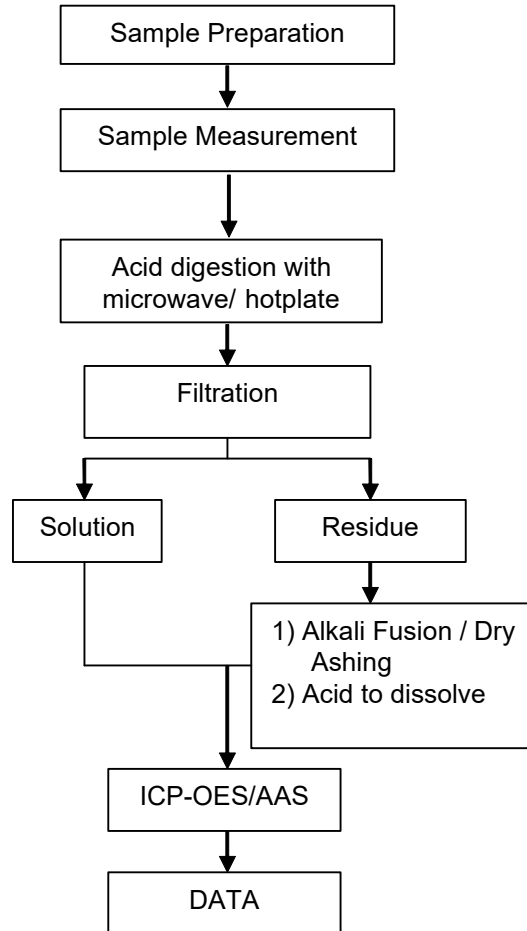 Sample Preparation
Sample Measurement
Acid digestion with
microwave/ hotplate
Filtration
Solution
Residue
1) Alkali Fusion / Dry
Ashing
2) Acid to dissolve
ICP-OES/AAS
DATA